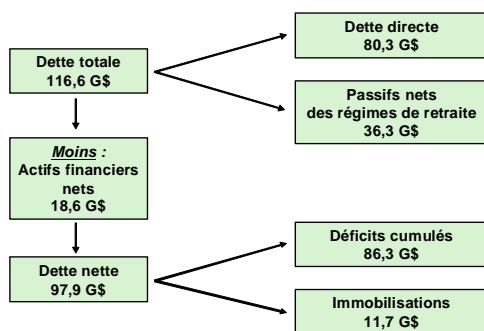 Dette directe
80,3 G$
Dette totale
116,6 G$
Passifs nets
des régimes de retraite
36,3 G$
Moins :
Actifs financiers
nets
18,6 G$
Déficits cumulés
86,3 G$
Dette nette
97,9 G$
Immobilisations
11,7 G$